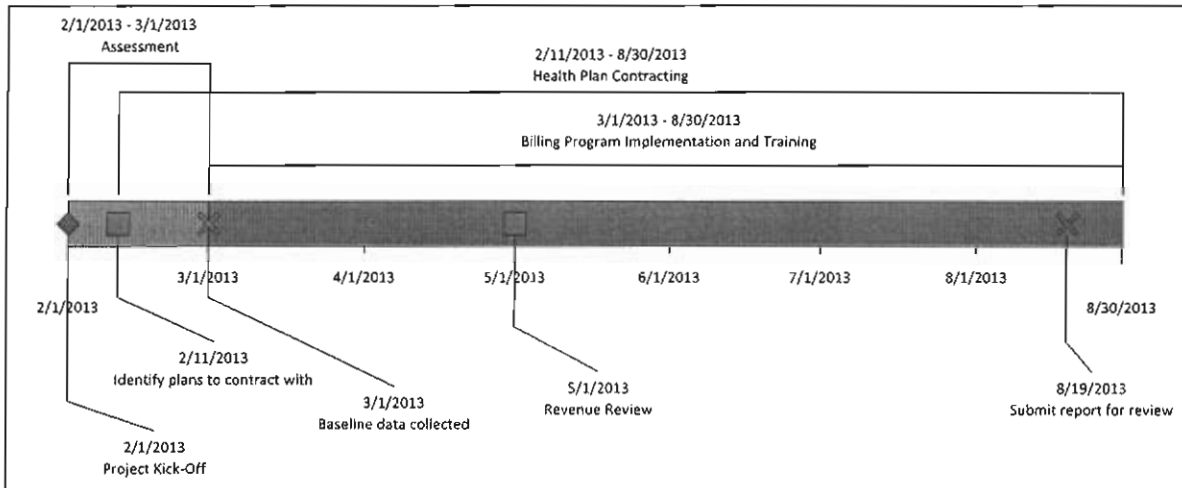 2/1/2013 - 3/1/2013
Assessment
2/11/2013 - 8/30/2013
Health Plan Contracting
3/1/2013 - 8/30/2013
Billing Program Implementation and Training
2/1/2013
3/1/2013
4/1/2013
5/1/2013
6/1/2013
7/1/2013
8/1/2013
8/30/2013
2/11/2013
Identify plans to contract with
3/1/2013
Baseline data collected
5/1/2013
Revenue Review
8/19/2013
Submit report for review
2/1/2013
Project Kick-Off